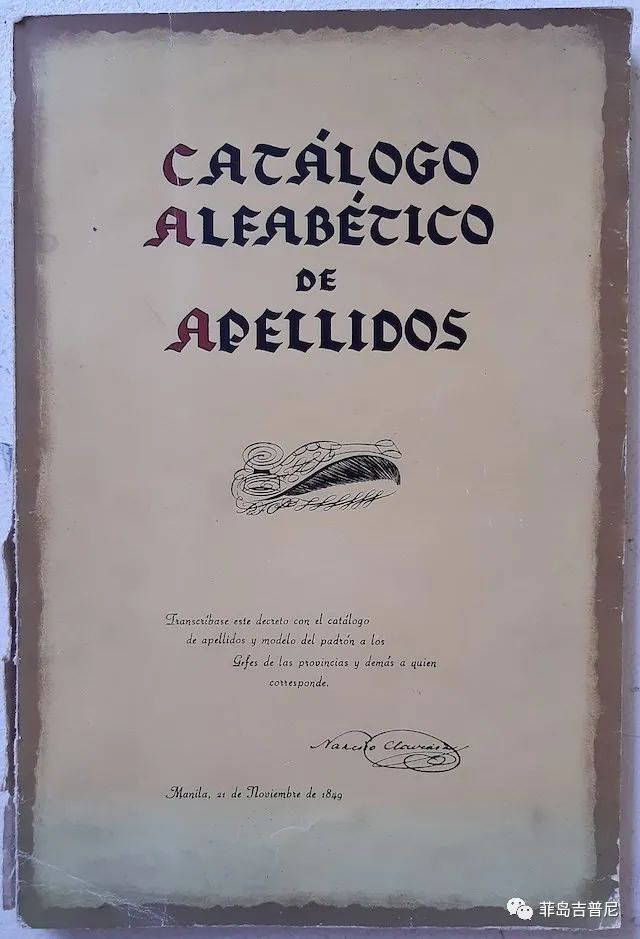 CATÁLOGO
ALFABÉTICO
DE
APELLIDOS
Transcríbase este decreto con el catálogo
de apellidos y modelo del padrón a los
Gefes de las provincias y demás a quien
corresponde.
Narciso Clavería
Manila, 21 de Noviembre de 1849
菲岛吉普尼